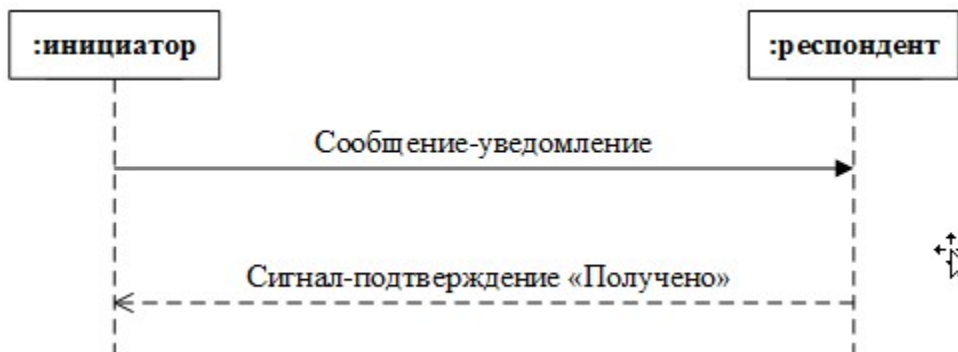 :инициатор
:респондент
Сообщение-уведомление
Сигнал-подтверждение «Получено»